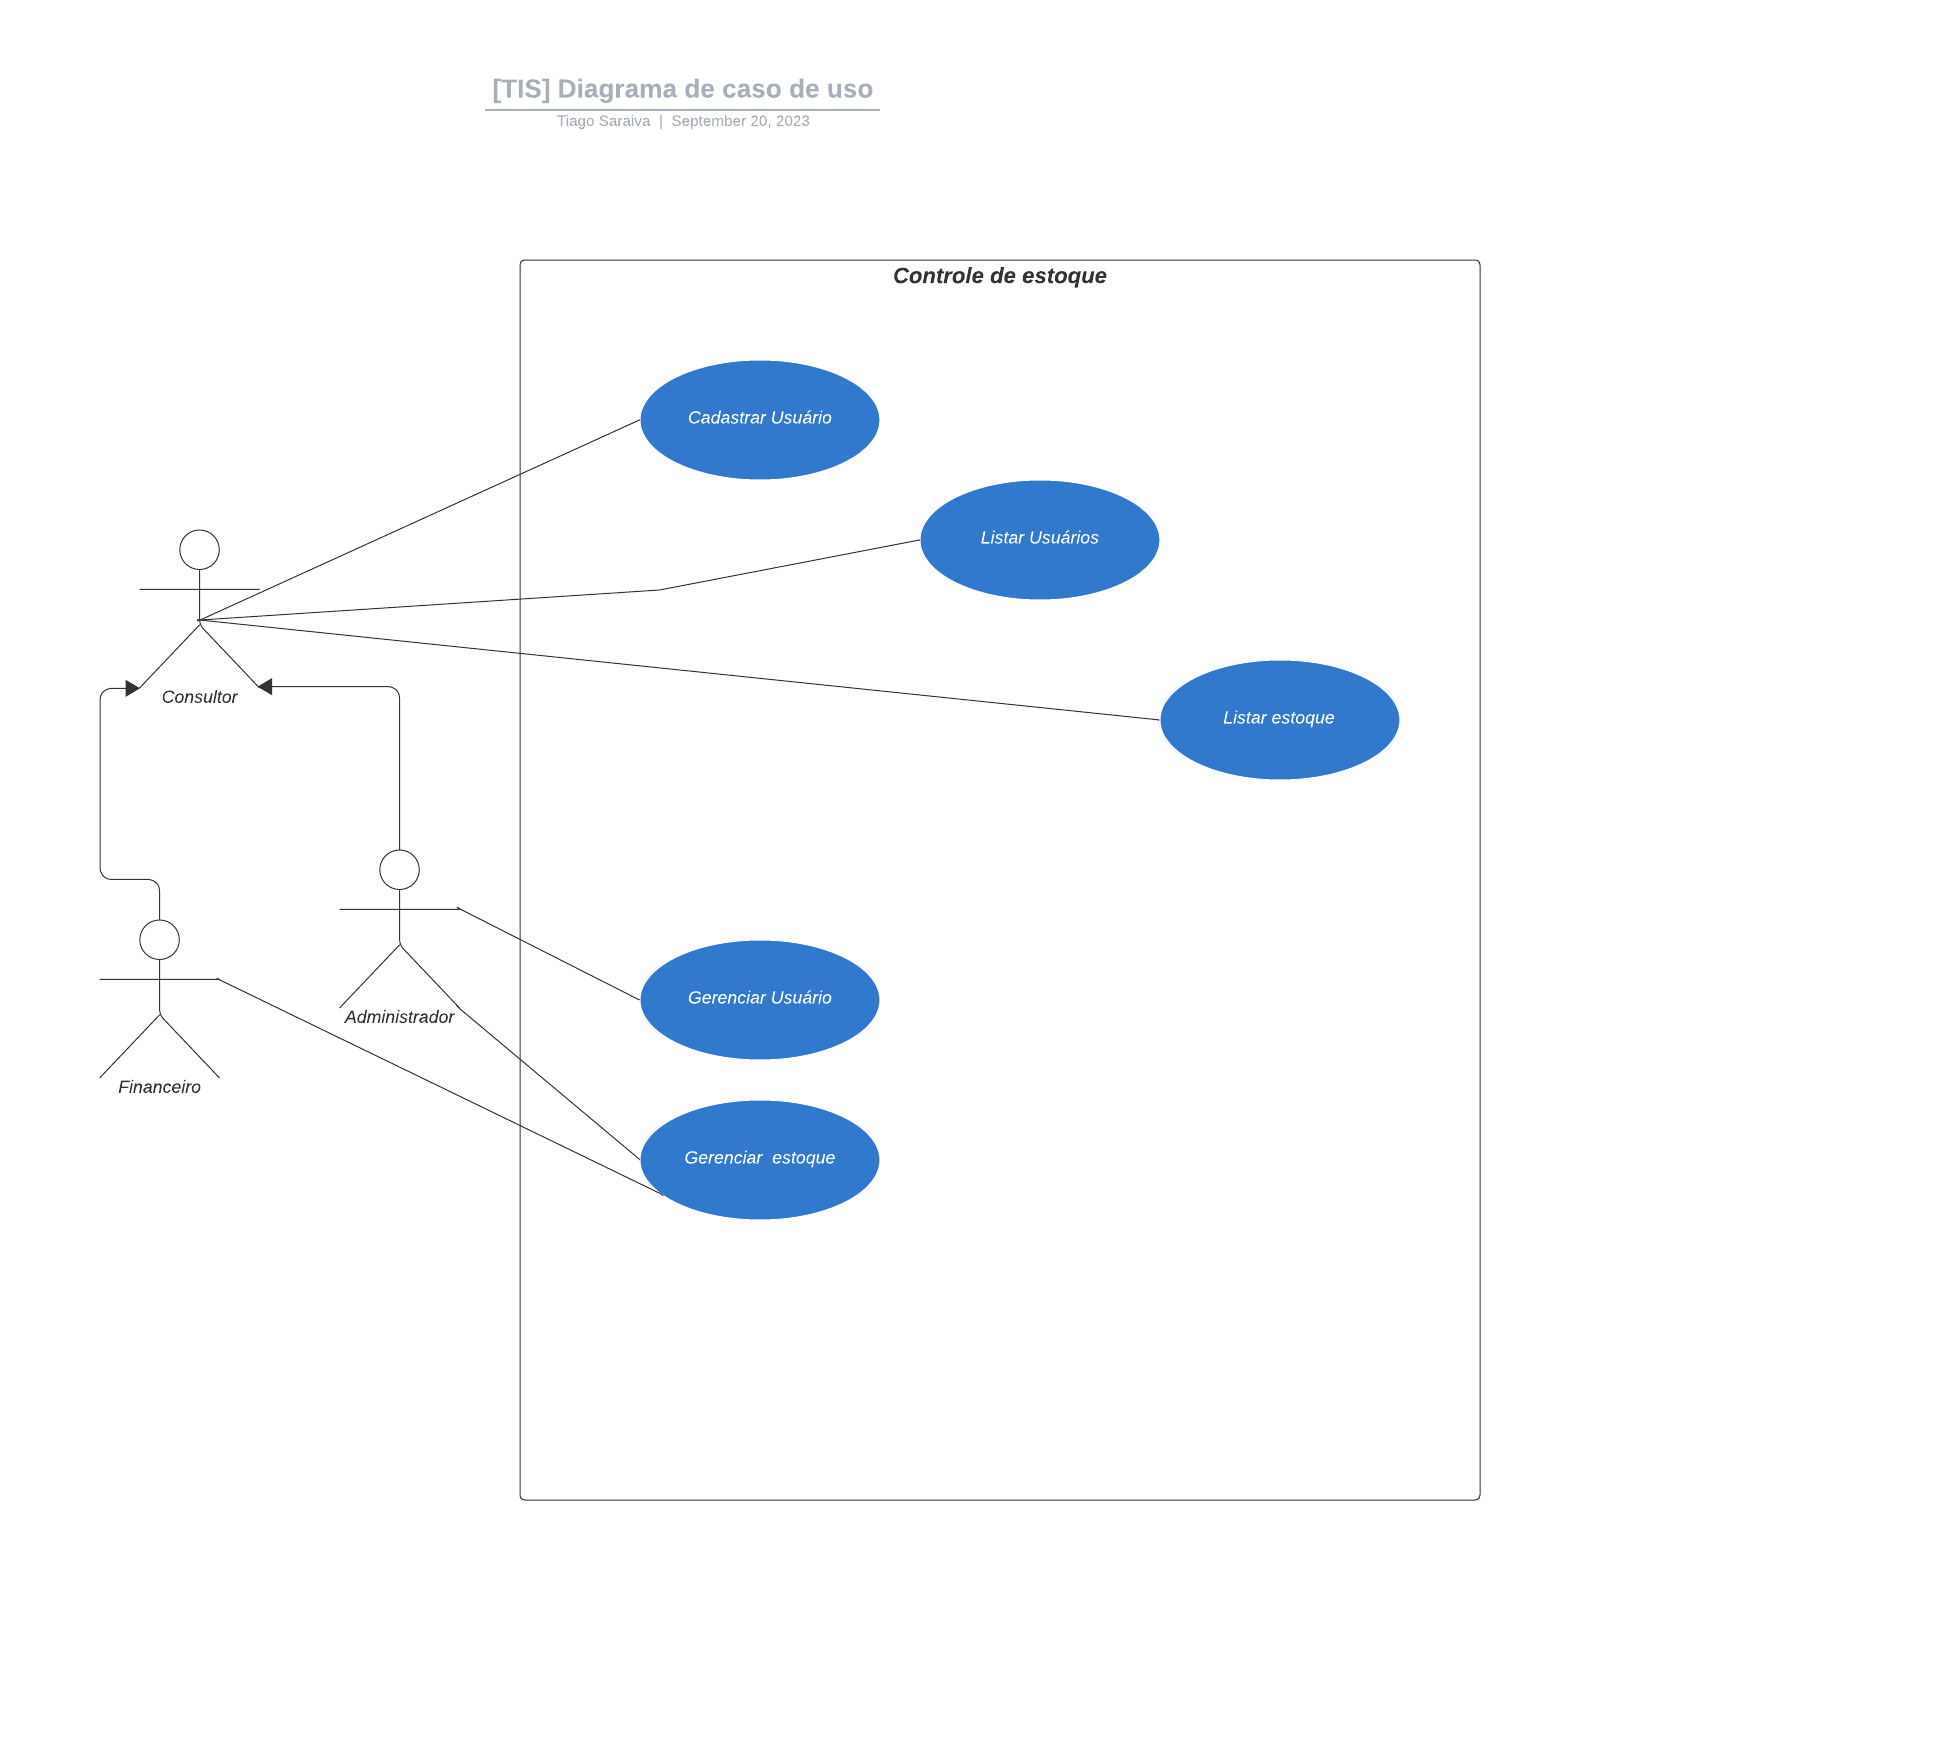 [TIS] Diagrama de caso de uso
Tiago Saraiva | September 20, 2023
Controle de estoque
Cadastrar Usuário
Listar Usuários
Consultor
Listar estoque
Gerenciar Usuário
Administrador
Financeiro
Gerenciar estoque